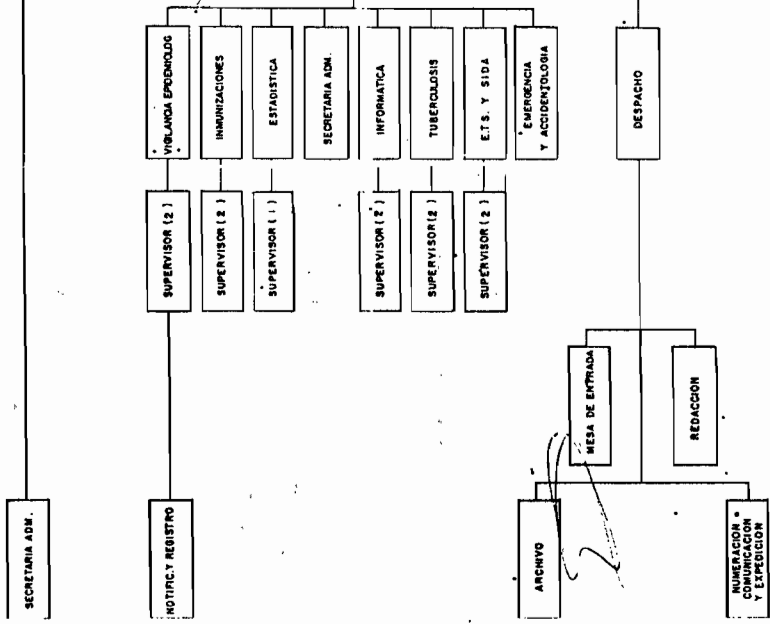 VIGILANCIA EPIDEMIOLOG
INMUNIZACIONES
ESTADISTICA
SECRETARIA ADM.
INFORMATICA
TUBERCULOSIS
E.T.S. Y SIDA
EMERGENCIA
Y ACCIDENTOLOGIA
DESPACHO
SUPERVISOR (2)
SUPERVISOR (2)
SUPERVISOR (1)
SUPERVISOR (2)
SUPERVISOR (2)
SUPERVISOR (2)
MESA DE ENTRADA
REDACCION
SECRETARIA ADM.
NOTIFIC.Y REGISTRO
ARCHIVO
NUMERACION
COMUNICACION
Y EXPEDICION